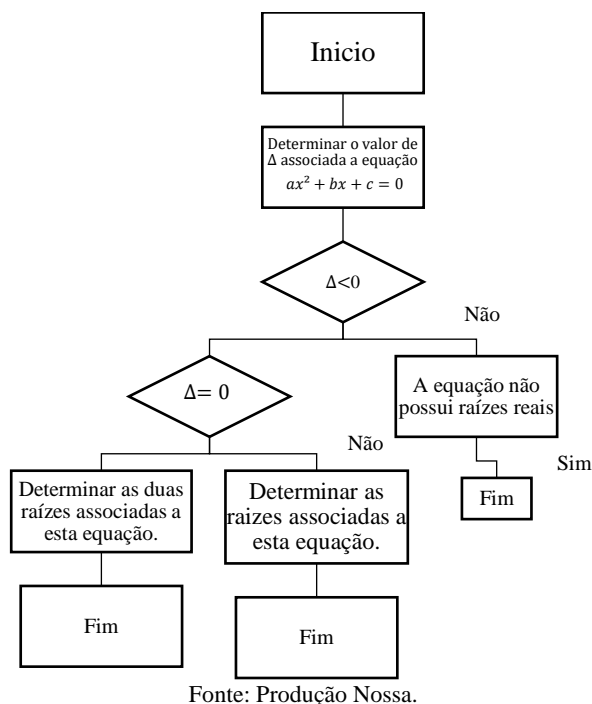 Inicio
Determinar o valor de
Δ associada a equação
𝑎𝑥² + 𝑏𝑥 + 𝑐 = 0
Δ<0
Não
Δ= 0
A equação não
possui raízes reais
Não
Sim
Determinar as duas
raízes associadas a
esta equação.
Determinar as
raizes associadas a
esta equação.
Fim
Fim
Fim
Fonte: Produção Nossa.